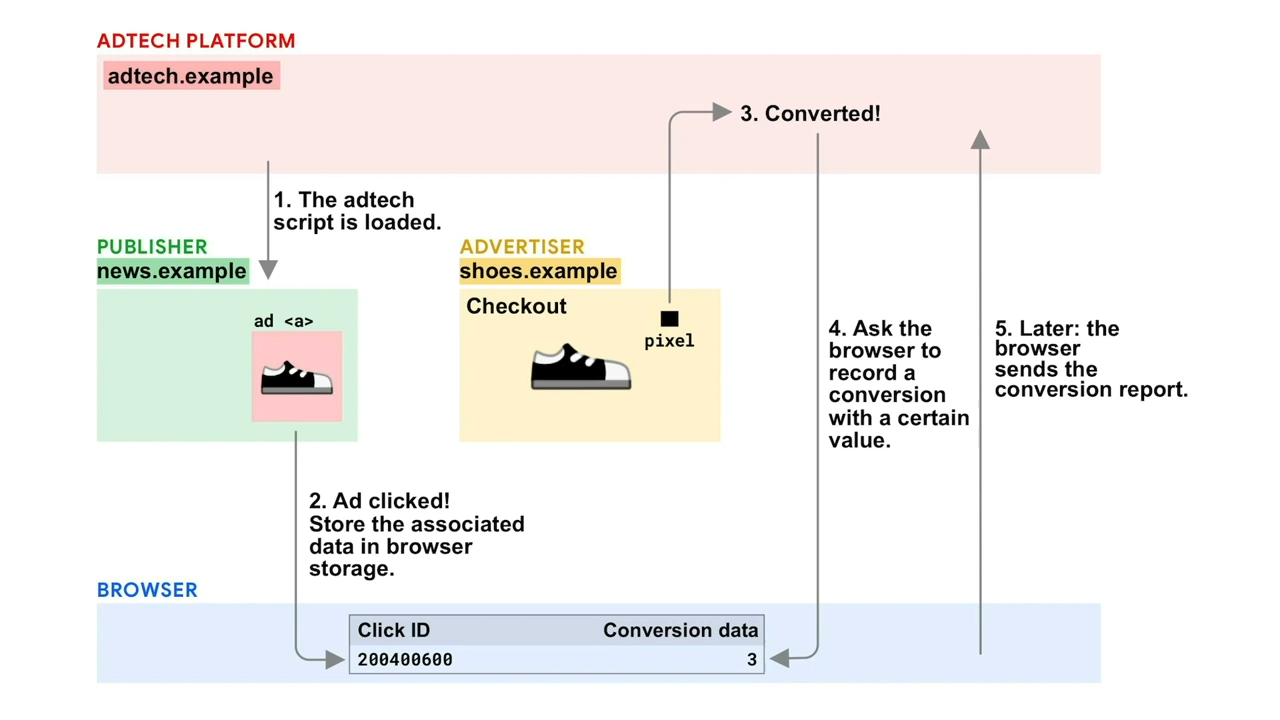 ADTECH PLATFORM
adtech.example
3. Converted!
1. The adtech
script is loaded.
PUBLISHER
news.example
ad <a>
ADVERTISER
shoes.example
Checkout
pixel
4. Ask the
browser to
record a
conversion
with a certain
value.
5. Later: the
browser
sends the
conversion report.
2. Ad clicked!
Store the associated
data in browser
storage.
BROWSER
Click ID Conversion data
200400600 3